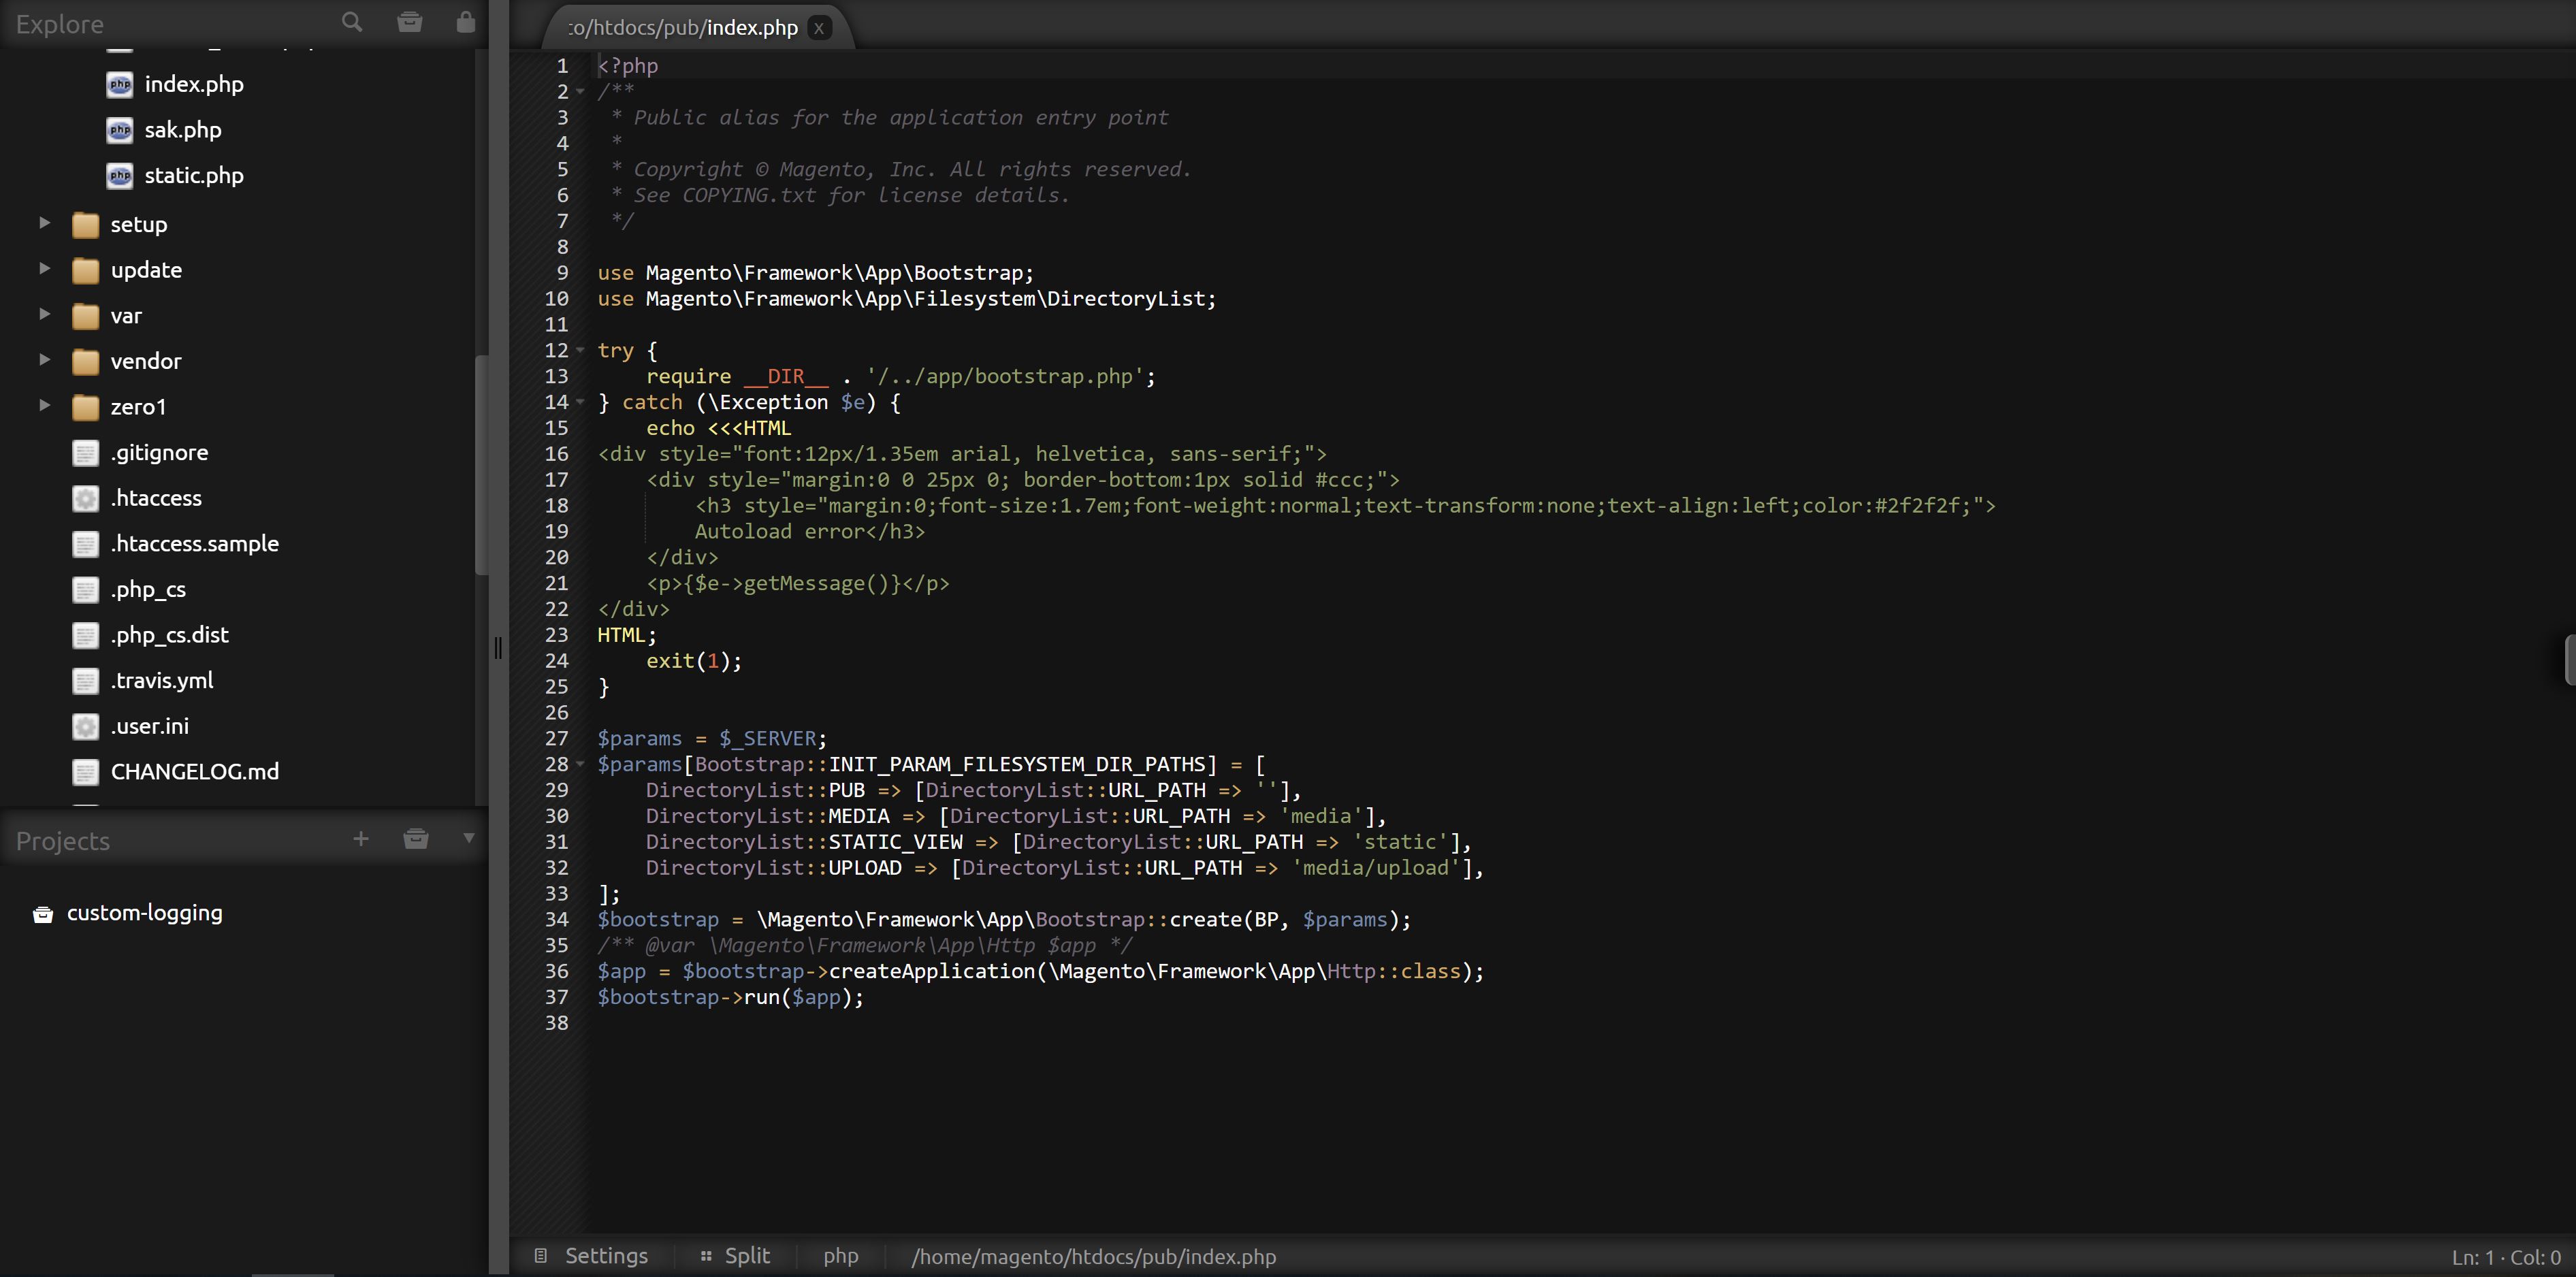 Explore
index.php
sak.php
static.php
setup
update
var
vendor
zero1
.gitignore
.htaccess
.htaccess.sample
.php_cs
.php_cs.dist
.travis.yml
.user.ini
CHANGELOG.md
Projects
custom-logging
/htdocs/pub/index.php x
1 <?php
2 /**
3  * Public alias for the application entry point
4  *
5  * Copyright © Magento, Inc. All rights reserved.
6  * See COPYING.txt for license details.
7  */
8
9 use Magento\Framework\App\Bootstrap;
10 use Magento\Framework\App\Filesystem\DirectoryList;
11
12 try {
13     require __DIR__ . '/../app/bootstrap.php';
14 } catch (\Exception $e) {
15     echo <<<HTML
16 <div style="font:12px/1.35em arial, helvetica, sans-serif;">
17     <div style="margin:0 0 25px 0; border-bottom:1px solid #ccc;">
18         <h3 style="margin:0;font-size:1.7em;font-weight:normal;text-transform:none;text-align:left;color:#2f2f2f;">
19         Autoload error</h3>
20     </div>
21     <p>{$e->getMessage()}</p>
22 </div>
23 HTML;
24     exit(1);
25 }
26
27 $params = $_SERVER;
28 $params[Bootstrap::INIT_PARAM_FILESYSTEM_DIR_PATHS] = [
29     DirectoryList::PUB => [DirectoryList::URL_PATH => ''],
30     DirectoryList::MEDIA => [DirectoryList::URL_PATH => 'media'],
31     DirectoryList::STATIC_VIEW => [DirectoryList::URL_PATH => 'static'],
32     DirectoryList::UPLOAD => [DirectoryList::URL_PATH => 'media/upload'],
33 ];
34 $bootstrap = \Magento\Framework\App\Bootstrap::create(BP, $params);
35 /** @var \Magento\Framework\App\Http $app */
36 $app = $bootstrap->createApplication(\Magento\Framework\App\Http::class);
37 $bootstrap->run($app);
38
Settings Split php /home/magento/htdocs/pub/index.php Ln: 1 · Col: 0